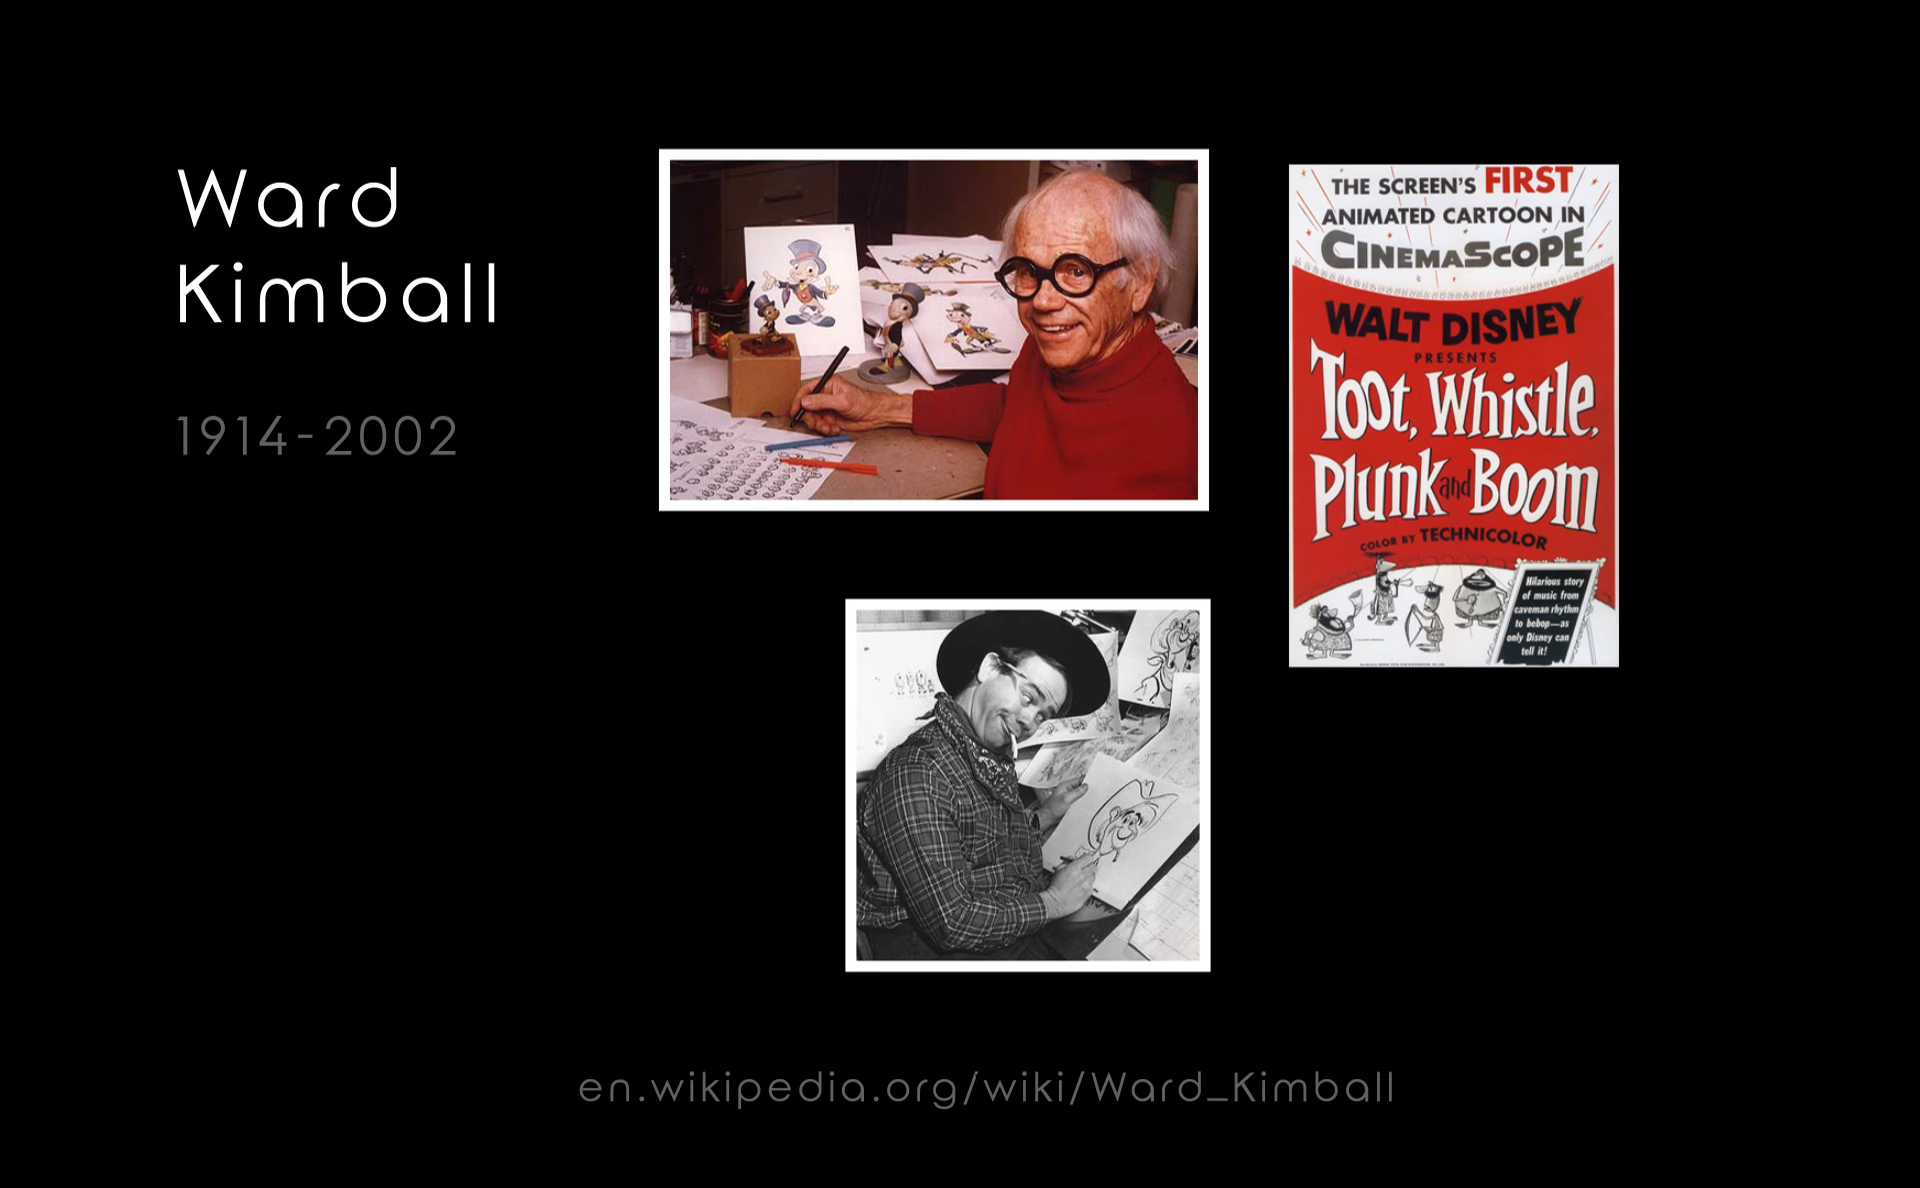 Ward
Kimball
1914-2002
THE SCREEN'S FIRST
ANIMATED CARTOON IN
CINEMASCOPE
WALT DISNEY
PRESENTS
Toot, Whistle,
Plunk and Boom
COLOR BY TECHNICOLOR
Hilarious story
of music from
caveman rhythm
to bebop—as
only Disney can
tell it!
en.wikipedia.org/wiki/Ward_Kimball